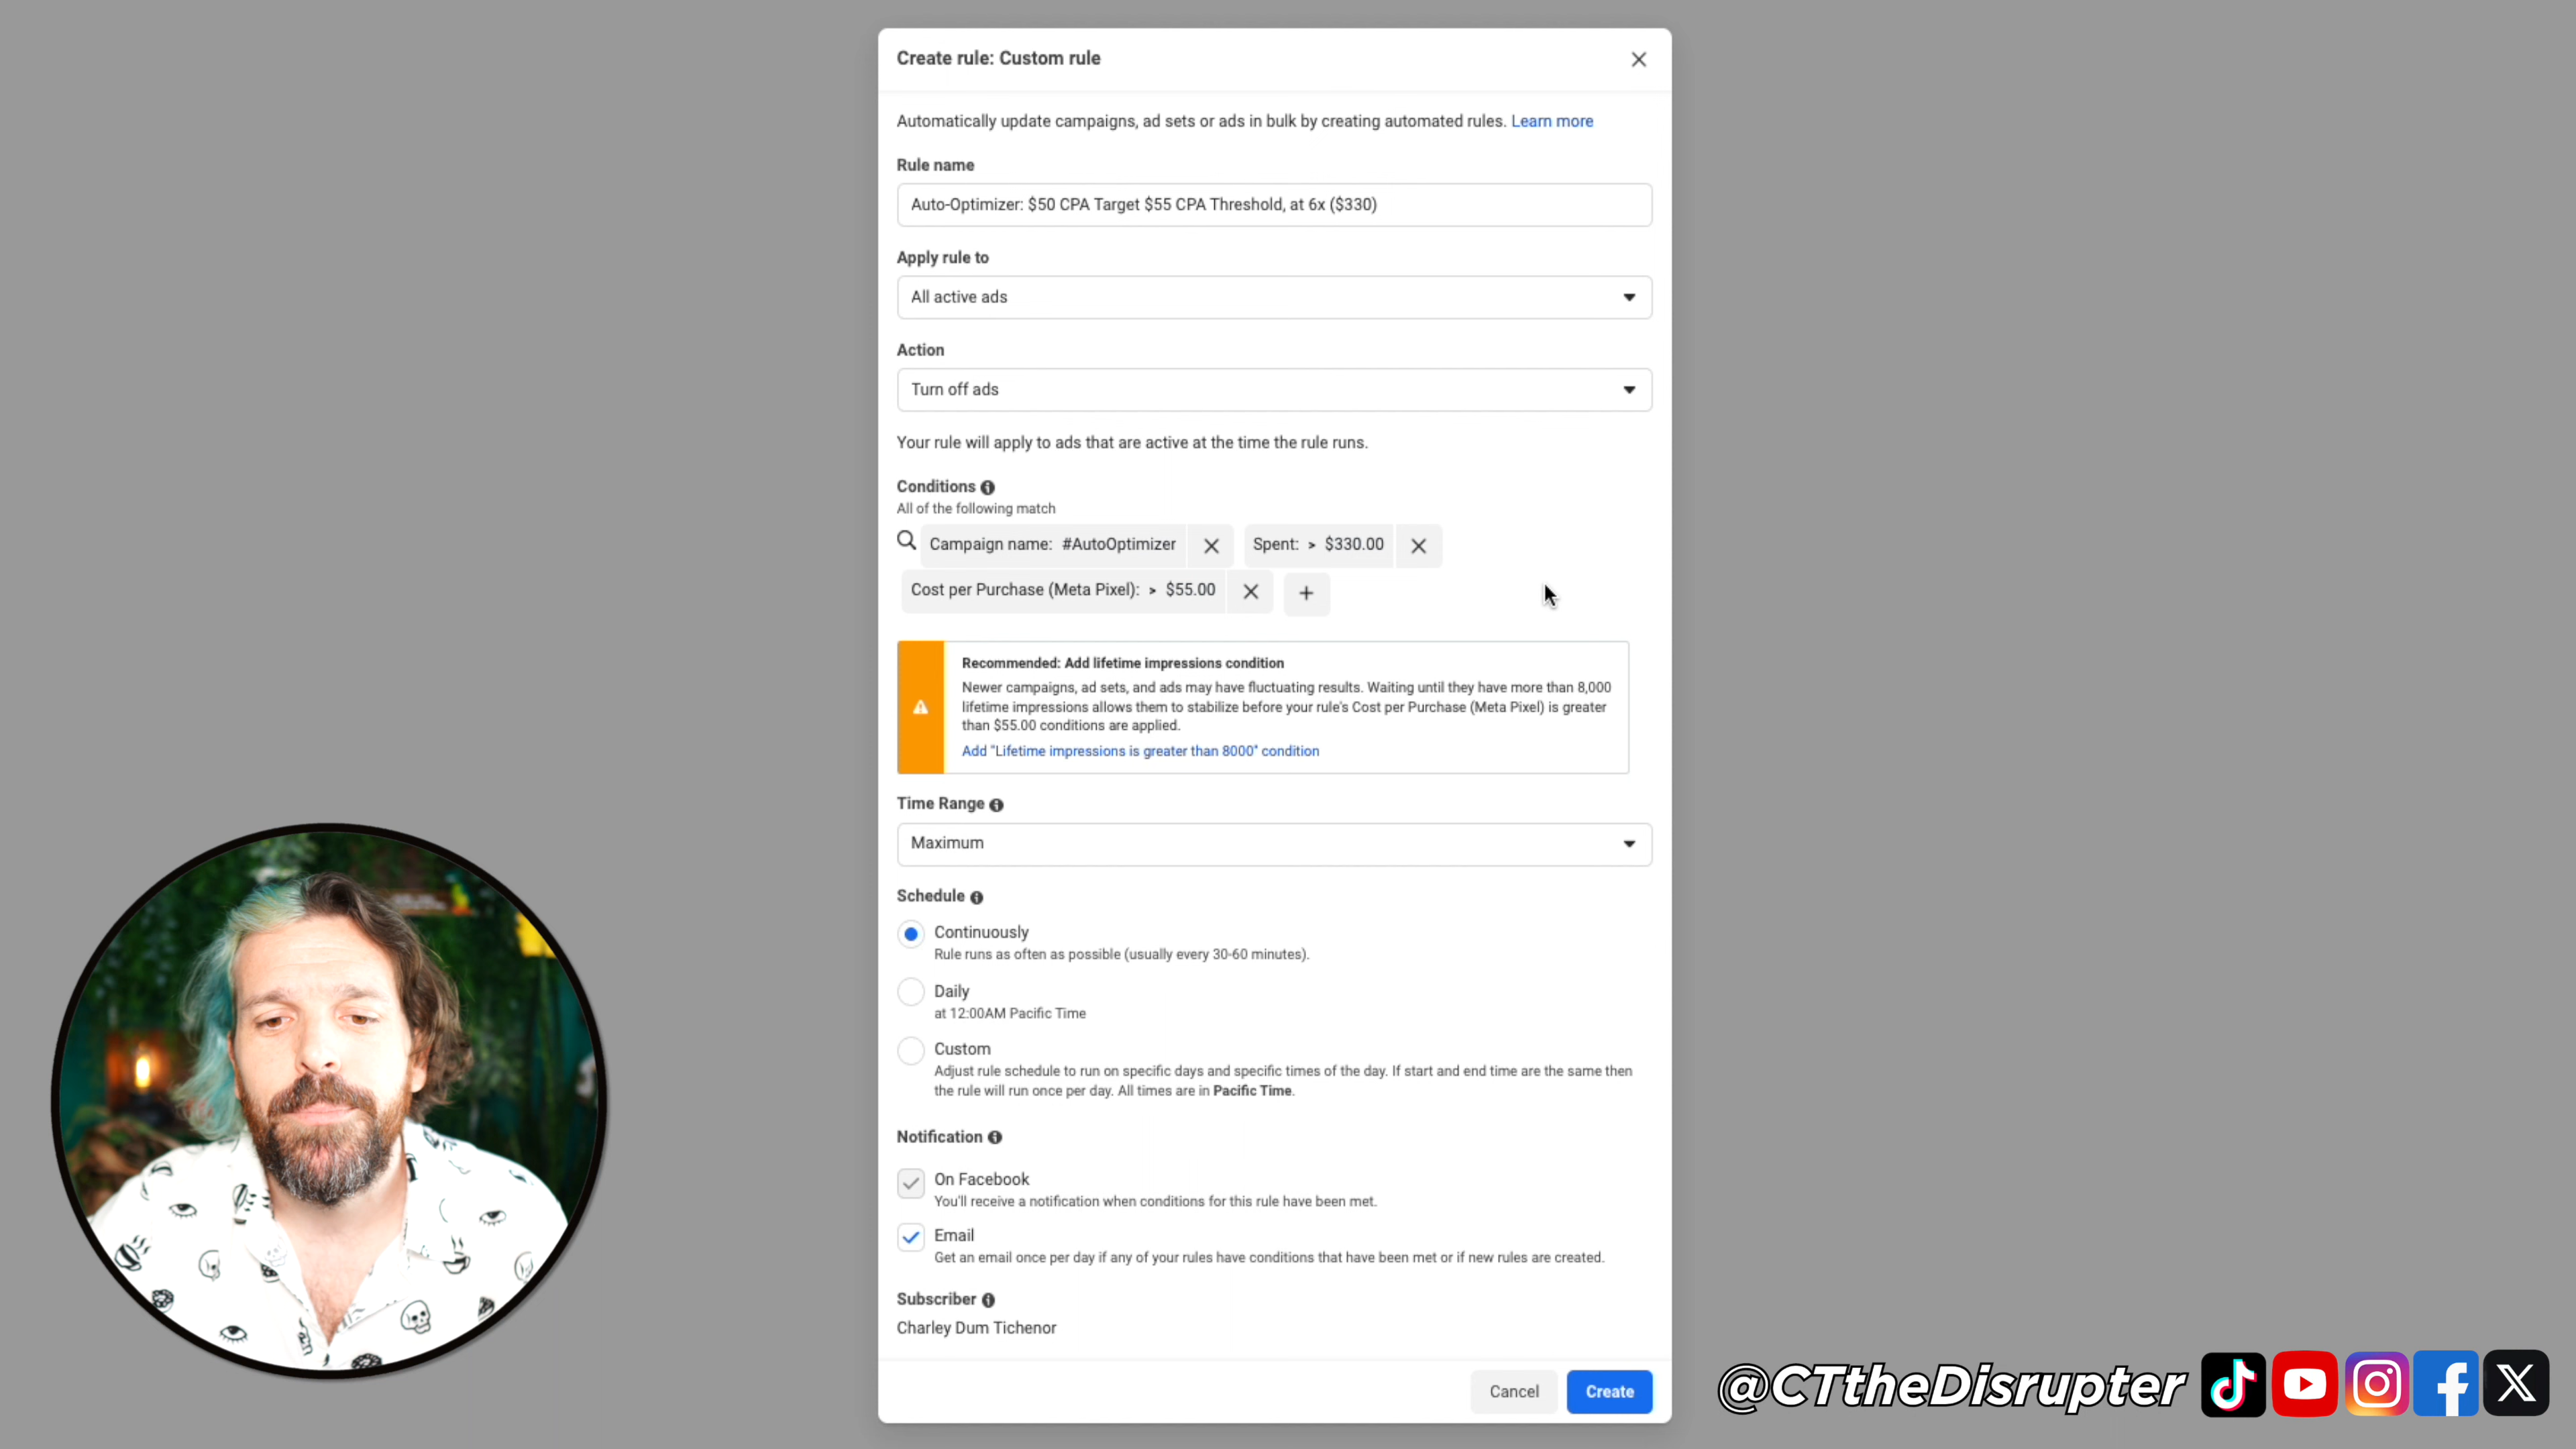 Create rule: Custom rule
Automatically update campaigns, ad sets or ads in bulk by creating automated rules. Learn more
Rule name
Auto-Optimizer: $50 CPA Target $55 CPA Threshold, at 6x ($330)
Apply rule to
All active ads
Action
Turn off ads
Your rule will apply to ads that are active at the time the rule runs.
Conditions
All of the following match
Campaign name: #AutoOptimizer
Spent: > $330.00
Cost per Purchase (Meta Pixel): > $55.00
Recommended: Add lifetime impressions condition
Newer campaigns, ad sets, and ads may have fluctuating results. Waiting until they have more than 8,000
lifetime impressions allows them to stabilize before your rule's Cost per Purchase (Meta Pixel) is greater
than $55.00 conditions are applied.
Add "Lifetime impressions is greater than 8000" condition
Time Range
Maximum
Schedule
Continuously
Rule runs as often as possible (usually every 30-60 minutes).
Daily
at 12:00AM Pacific Time
Custom
Adjust rule schedule to run on specific days and specific times of the day. If start and end time are the same then
the rule will run once per day. All times are in Pacific Time.
Notification
On Facebook
You'll receive a notification when conditions for this rule have been met.
Email
Get an email once per day if any of your rules have conditions that have been met or if new rules are created.
Subscriber
Charley Dum Tichenor
Cancel
Create
@CTtheDisrupter